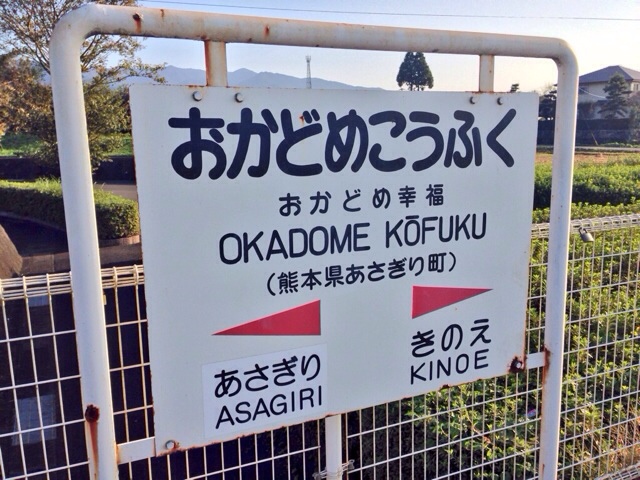 おかどめこうふく
おかどめ幸福
OKADOME KŌFUKU
(熊本県あさぎり町)
あさぎり
ASAGIRI
きのえ
KINOE